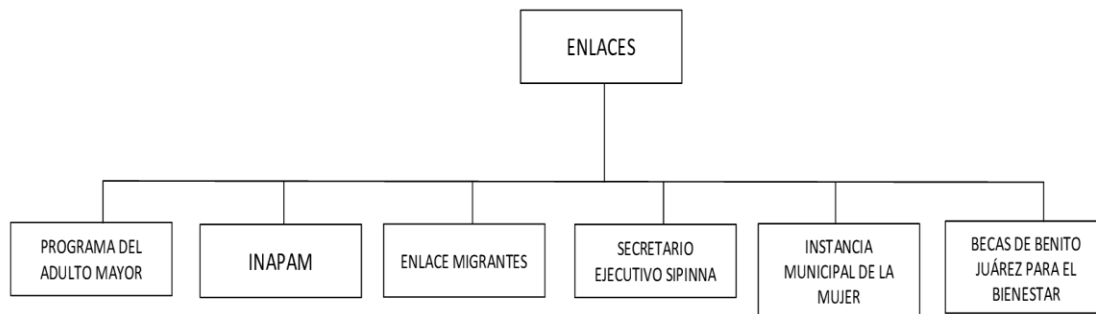 ENLACES
PROGRAMA DEL
ADULTO MAYOR
INAPAM
ENLACE MIGRANTES
SECRETARIO
EJECUTIVO SIPINNA
INSTANCIA
MUNICIPAL DE LA
MUJER
BECAS DE BENITO
JUÁREZ PARA EL
BIENESTAR